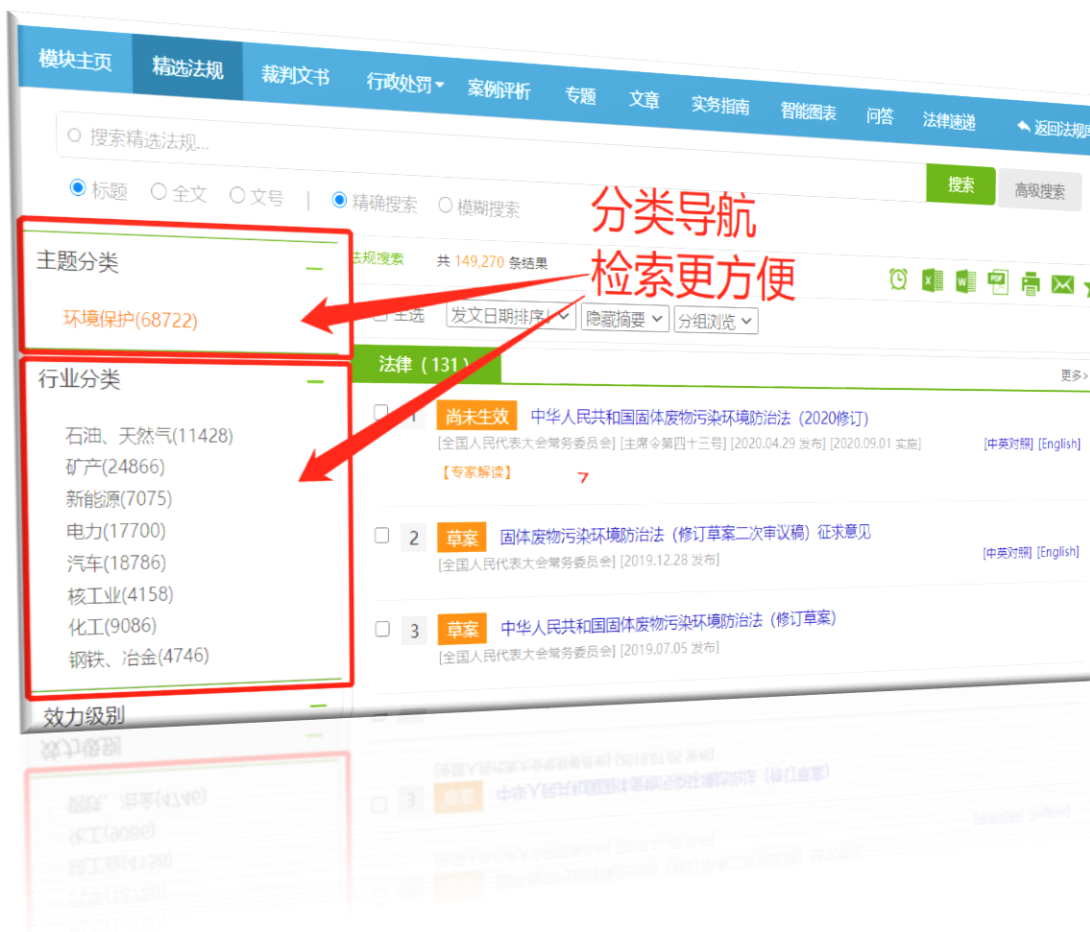 模块主页 精选法规 裁判文书 行政处罚 案例评析 专题 文章 实务指南 智能图表 问答 法律速递 返回法规库
搜索精选法规...
搜索 高级搜索
标题 全文 文号 | 精确搜索 模糊搜索
分类导航
检索更方便
主题分类
环境保护(68722)
行业分类
石油、天然气(11428)
矿产(24866)
新能源(7075)
电力(17700)
汽车(18786)
核工业(4158)
化工(9086)
钢铁、冶金(4746)
效力级别
法规搜索 共 149,270 条结果
全选 发文日期排序 隐藏摘要 分组浏览
法律 (131)
更多>
1 尚未生效 中华人民共和国固体废物污染环境防治法 (2020修订)
[全国人民代表大会常务委员会] [主席令第四十三号] [2020.04.29 发布] [2020.09.01 实施] [中英对照] [English]
【专家解读】
2 草案 固体废物污染环境防治法 (修订草案二次审议稿) 征求意见
[全国人民代表大会常务委员会] [2019.12.28 发布] [中英对照] [English]
3 草案 中华人民共和国固体废物污染环境防治法 (修订草案)
[全国人民代表大会常务委员会] [2019.07.05 发布]